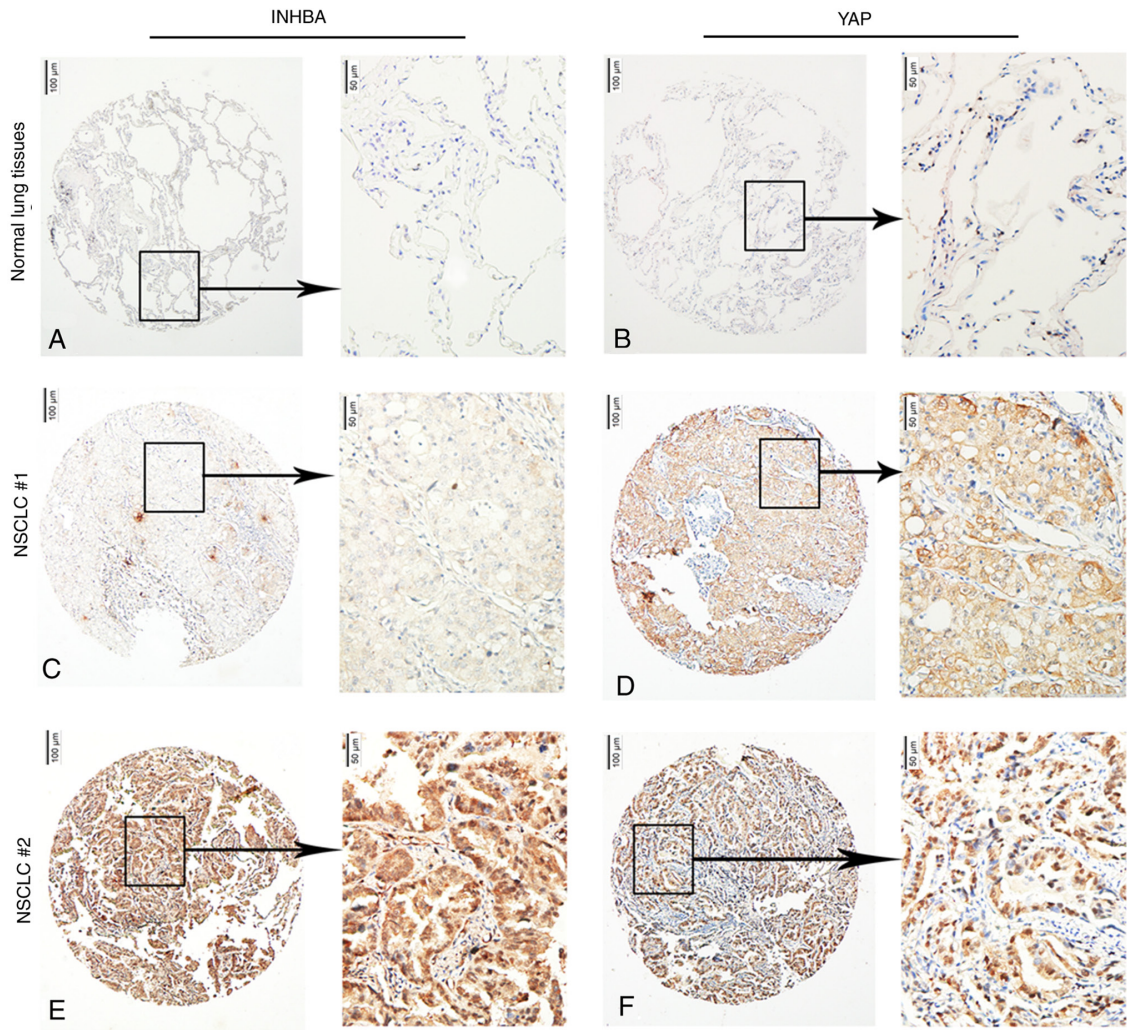 INHBA
YAP
Normal lung tissues
100 µm
50 µm
100 µm
50 µm
A
B
NSCLC #1
100 µm
50 µm
100 µm
50 µm
C
D
NSCLC #2
100 µm
50 µm
100 µm
50 µm
E
F